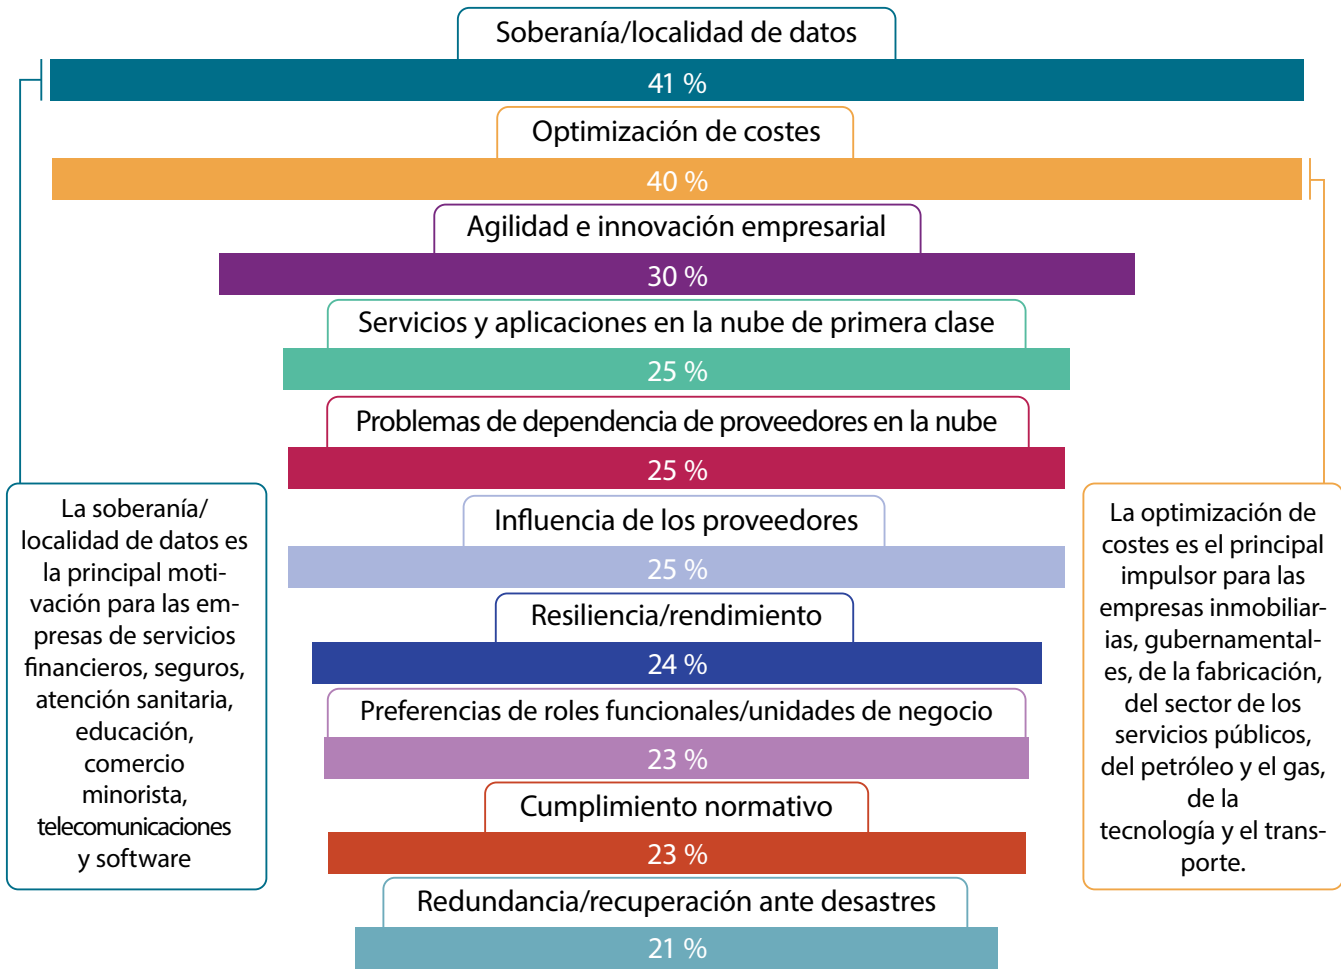 Soberanía/localidad de datos
41 %
Optimización de costes
40 %
Agilidad e innovación empresarial
30 %
Servicios y aplicaciones en la nube de primera clase
25 %
Problemas de dependencia de proveedores en la nube
25 %
Influencia de los proveedores
25 %
Resiliencia/rendimiento
24 %
Preferencias de roles funcionales/unidades de negocio
23 %
Cumplimiento normativo
23 %
Redundancia/recuperación ante desastres
21 %
La soberanía/
localidad de datos es
la principal moti-
vación para las em-
presas de servicios
financieros, seguros,
atención sanitaria,
educación,
comercio
minorista,
telecomunicaciones
y software
La optimización de
costes es el principal
impulsor para las
empresas inmobiliar-
ias, gubernamental-
es, de la fabricación,
del sector de los
servicios públicos,
del petróleo y el gas,
de la
tecnología y el trans-
porte.